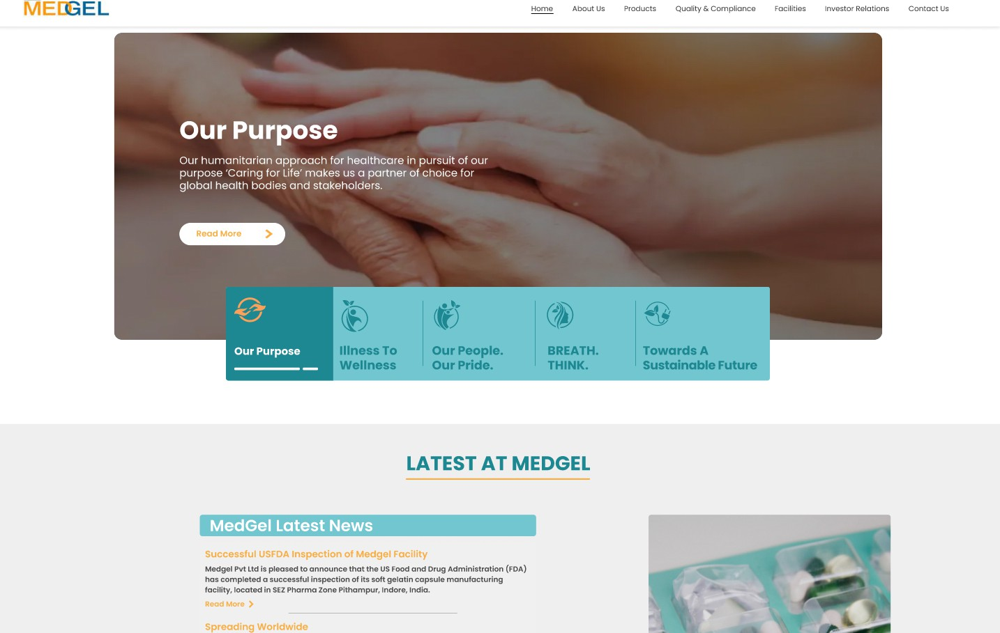 MEDGEL
Home About Us Products Quality & Compliance Facilities Investor Relations Contact Us
Our Purpose
Our humanitarian approach for healthcare in pursuit of our
purpose ‘Caring for Life’ makes us a partner of choice for
global health bodies and stakeholders.
Read More
Our Purpose
Illness To
Wellness
Our People.
Our Pride.
BREATH.
THINK.
Towards A
Sustainable Future
LATEST AT MEDGEL
MedGel Latest News
Successful USFDA Inspection of Medgel Facility
Medgel Pvt Ltd is pleased to announce that the US Food and Drug Administration (FDA)
has completed a successful inspection of its soft gelatin capsule manufacturing
facility, located in SEZ Pharma Zone Pithampur, Indore, India.
Read More
Spreading Worldwide